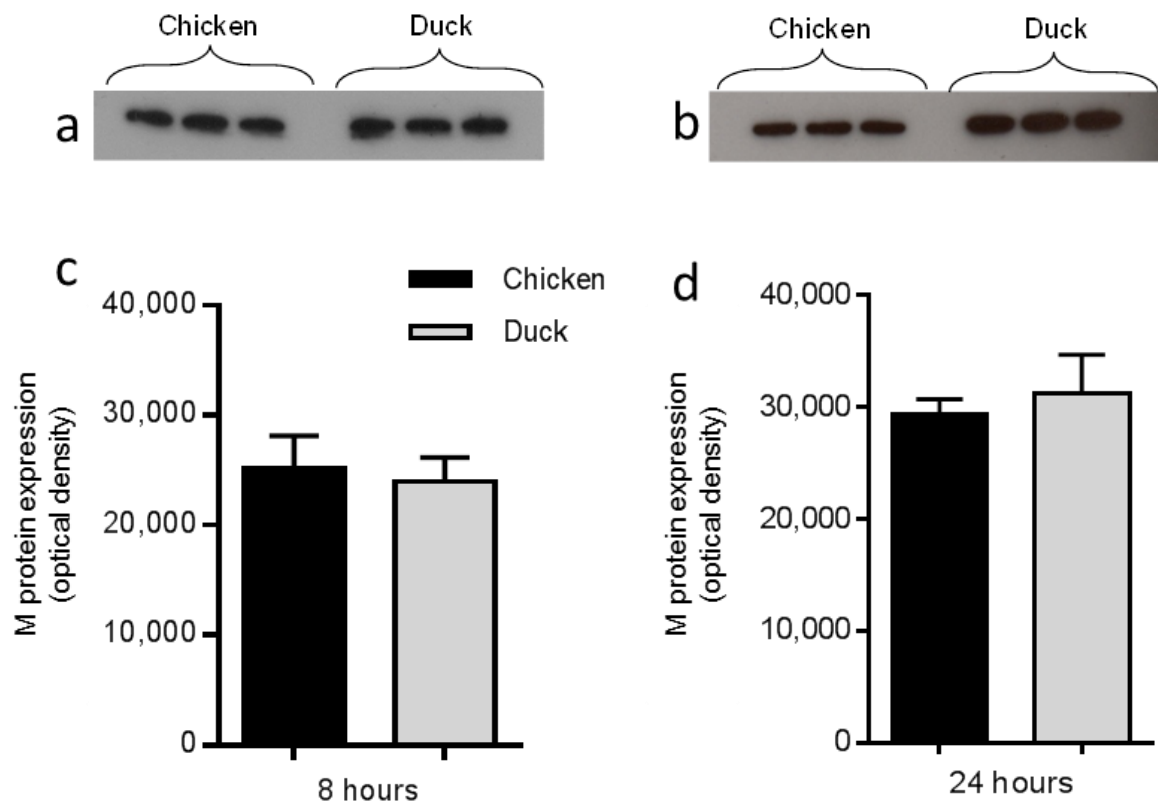 Chicken Duck
a
Chicken Duck
b
c
Chicken
Duck
M protein expression
(optical density)
40,000
30,000
20,000
10,000
0
8 hours
d
M protein expression
(optical density)
40,000
30,000
20,000
10,000
0
24 hours